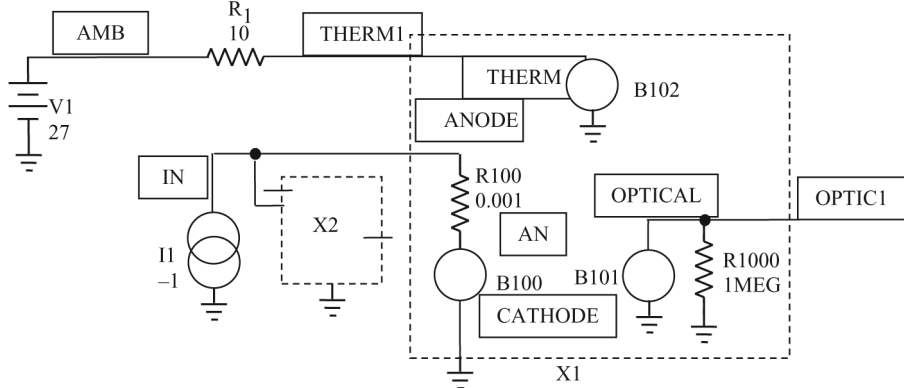 R1
10
AMB
THERM1
THERM
B102
V1
27
ANODE
IN
R100
0.001
OPTICAL
OPTIC1
X2
AN
I1
–1
B100
B101
R1000
1MEG
CATHODE
X1